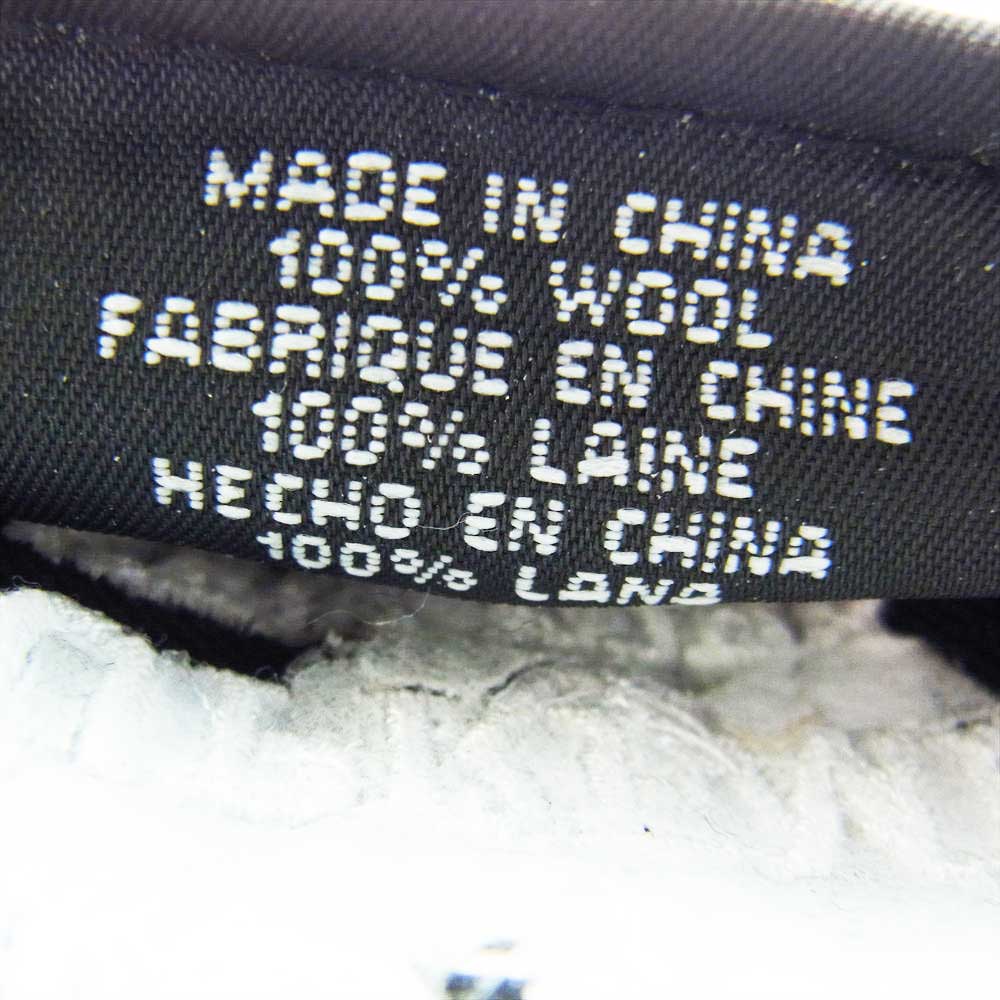 MADE IN CHINA
100% WOOL
FABRIQUE EN CHINE
100% LAINE
HECHO EN CHINA
100% LANA